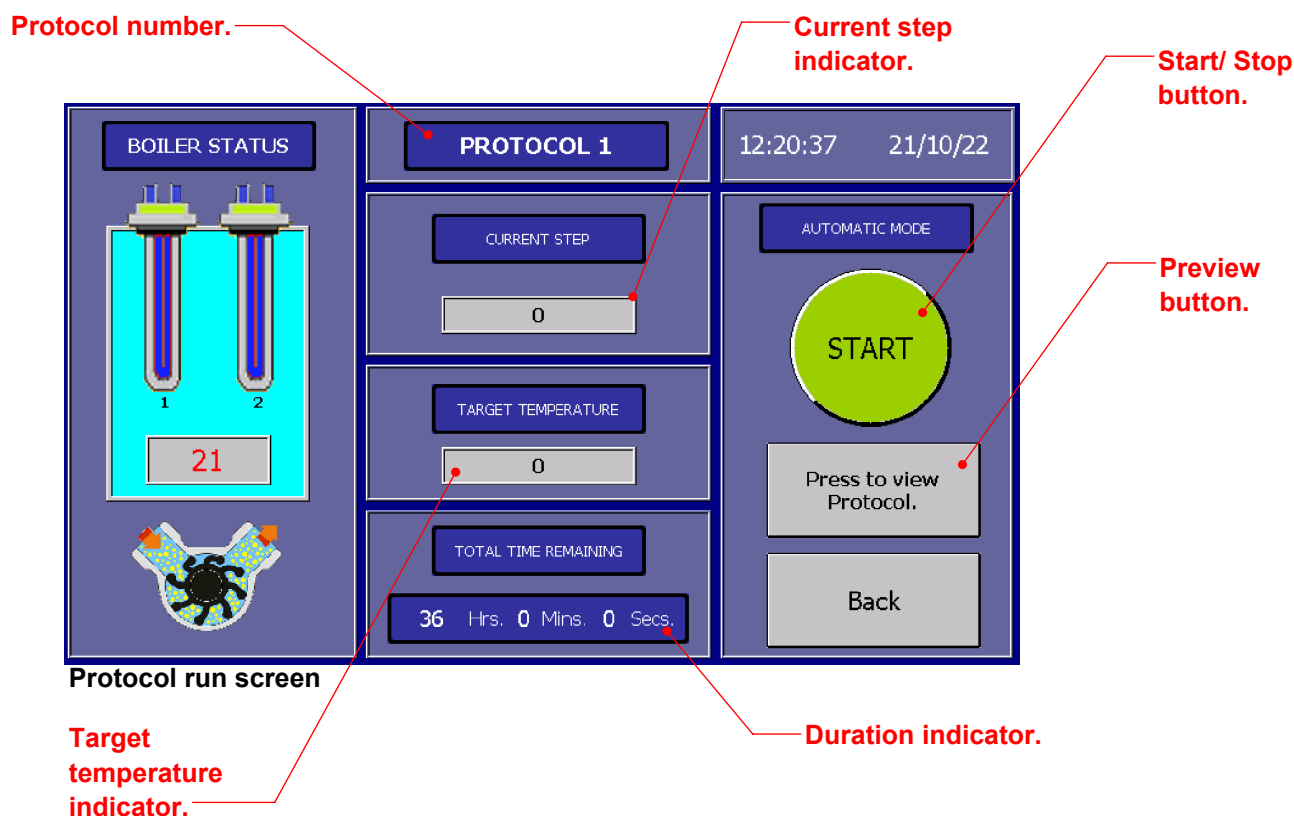 Protocol number.
Current step
indicator.
Start/ Stop
button.
BOILER STATUS
PROTOCOL 1
12:20:37 21/10/22
CURRENT STEP
0
AUTOMATIC MODE
START
Preview
button.
1 2
21
TARGET TEMPERATURE
0
Press to view
Protocol.
TOTAL TIME REMAINING
36 Hrs. 0 Mins. 0 Secs.
Back
Protocol run screen
Target
temperature
indicator.
Duration indicator.